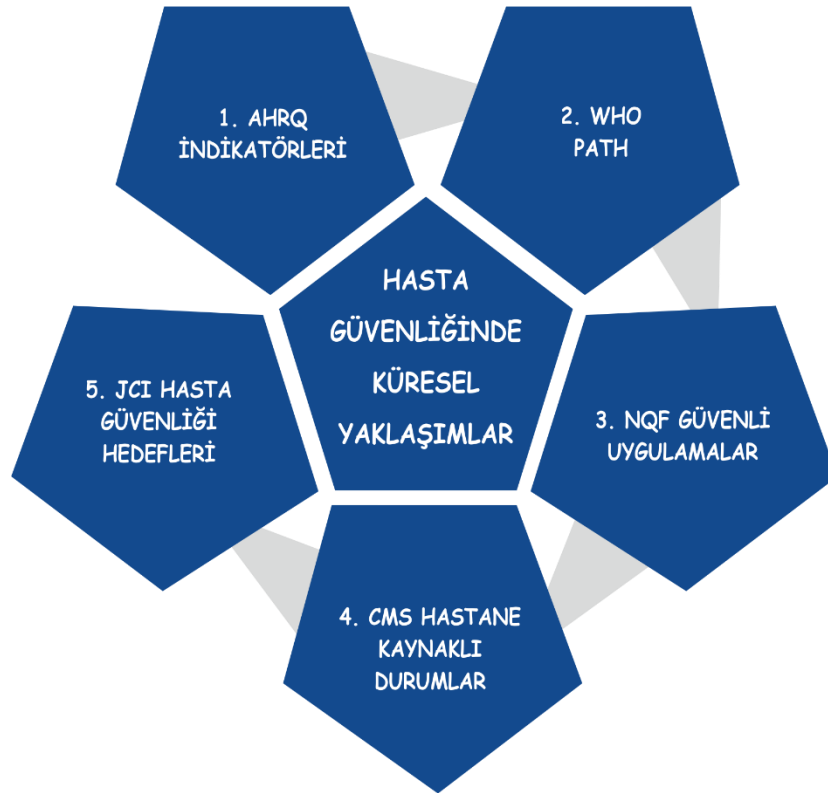 1. AHRQ
İNDİKATÖRLERİ
2. WHO
PATH
HASTA
GÜVENLİĞİNDE
KÜRESEL
YAKLAŞIMLAR
3. NQF GÜVENLİ
UYGULAMALAR
4. CMS HASTANE
KAYNAKLI
DURUMLAR
5. JCI HASTA
GÜVENLİĞİ
HEDEFLERİ